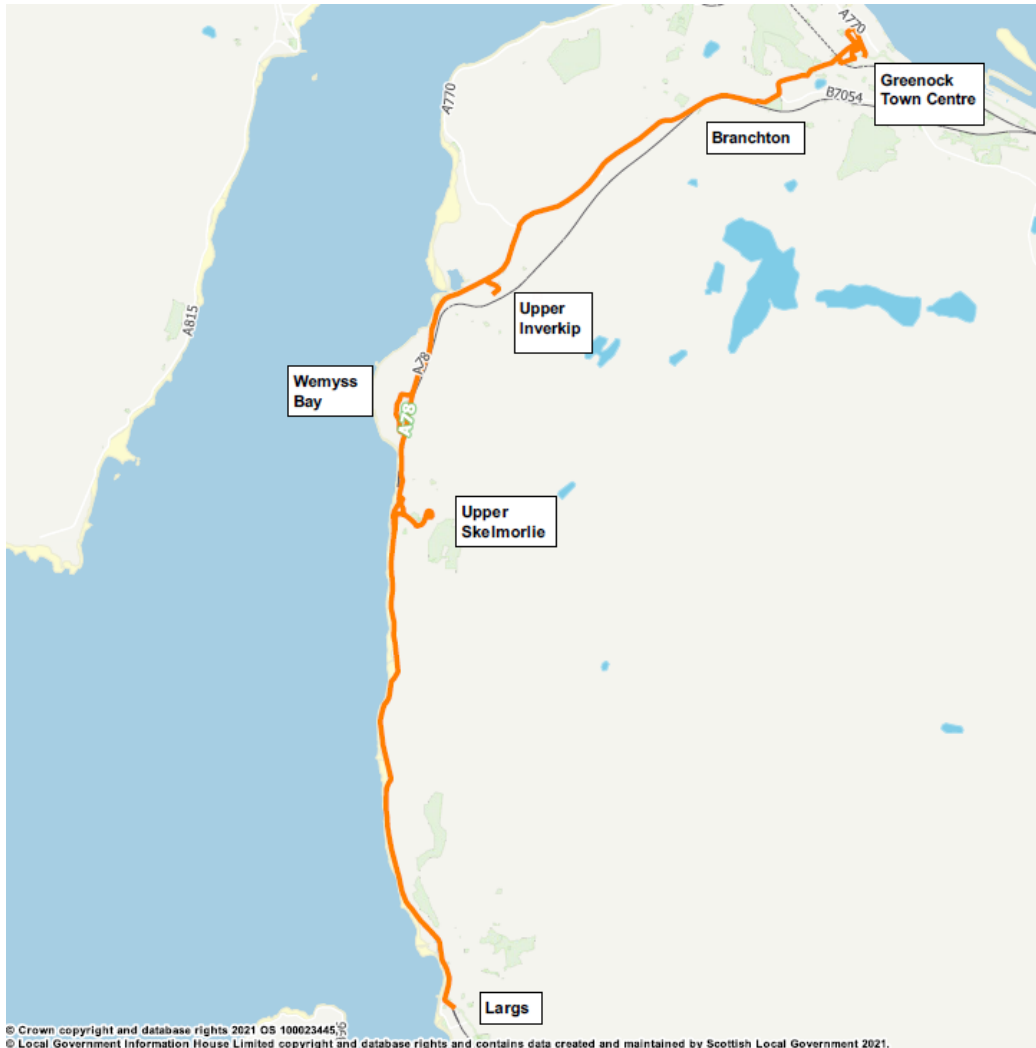 A770
Greenock
Town Centre
A770
B7054
Branchton
A815
Upper
Inverkip
A78
Wemyss
Bay
A78
Upper
Skelmorlie
Largs
© Crown copyright and database rights 2021 OS 100023445.
© Local Government Information House Limited copyright and database rights and contains data created and maintained by Scottish Local Government 2021.